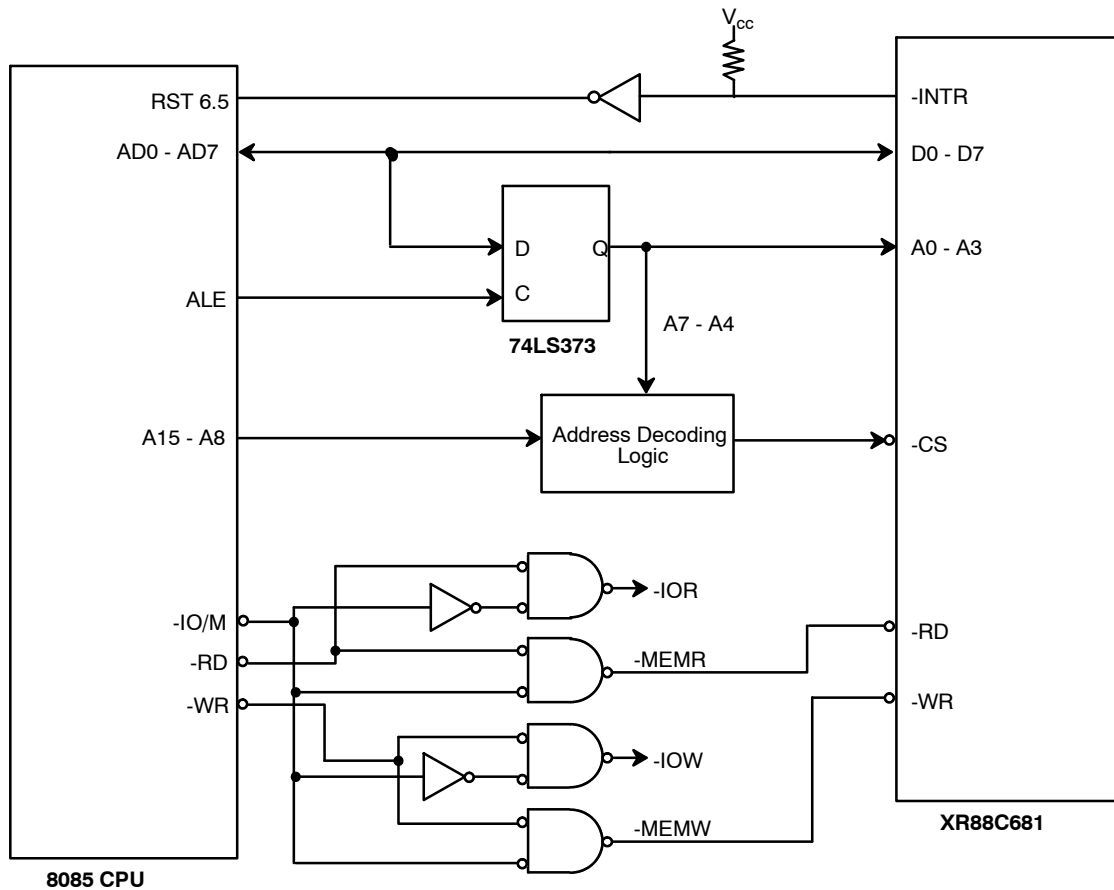 Vcc
RST 6.5
-INTR
AD0 - AD7
D0 - D7
D
Q
A0 - A3
ALE
C
A7 - A4
74LS373
A15 - A8
Address Decoding
Logic
-CS
-IOR
-IO/M
-RD
-RD
-MEMR
-WR
-WR
-IOW
-MEMW
XR88C681
8085 CPU